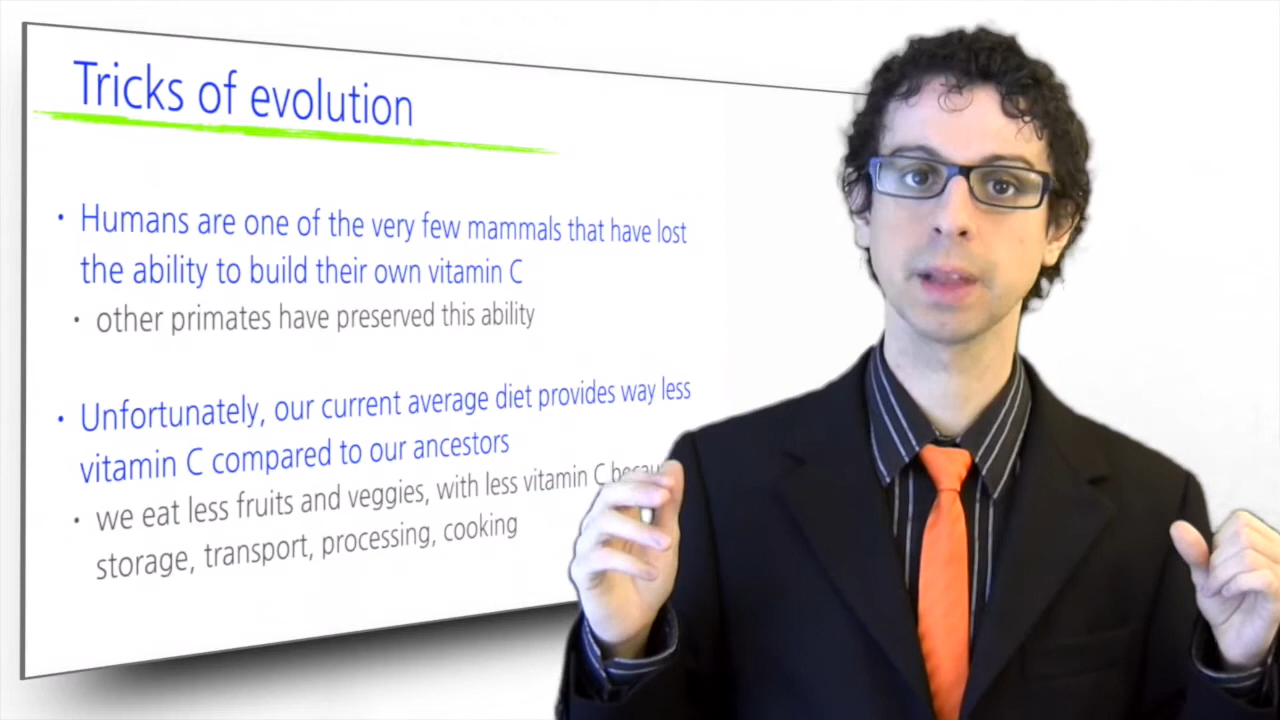 Tricks of evolution
• Humans are one of the very few mammals that have lost
the ability to build their own vitamin C
• other primates have preserved this ability
• Unfortunately, our current average diet provides way less
vitamin C compared to our ancestors
• we eat less fruits and veggies, with less vitamin C
storage, transport, processing, cooking